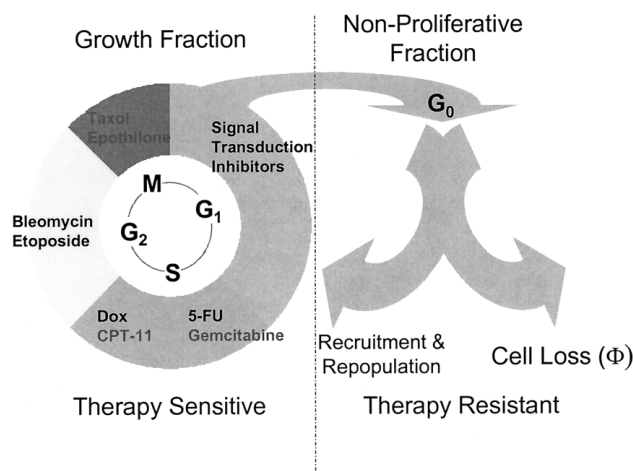 Growth Fraction
Non-Proliferative
Fraction
G₀
Taxol
Epothilone
Signal
Transduction
Inhibitors
M
G₁
G₂
S
Bleomycin
Etoposide
Dox
CPT-11
5-FU
Gemcitabine
Recruitment &
Repopulation
Cell Loss (Φ)
Therapy Sensitive
Therapy Resistant